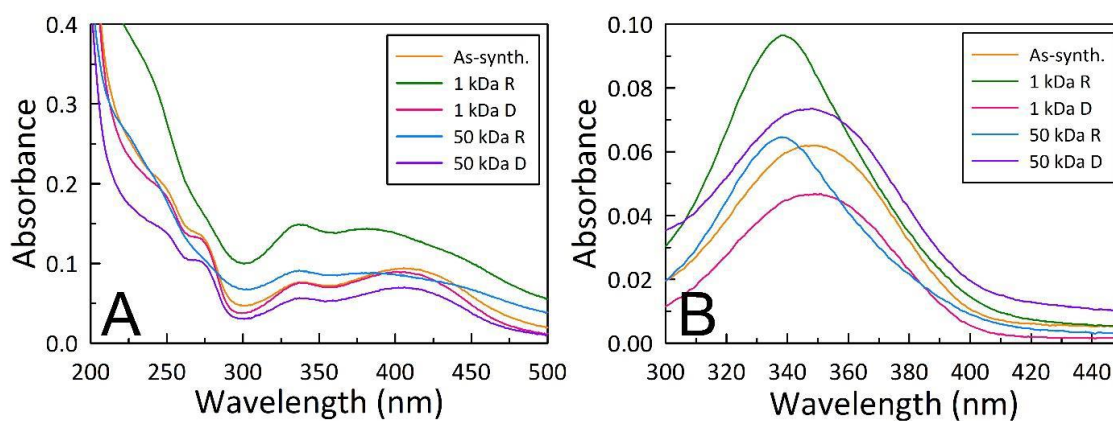 0.4
0.3
0.2
0.1
0.0
Absorbance
200 250 300 350 400 450 500
Wavelength (nm)
A
As-synth.
1 kDa R
1 kDa D
50 kDa R
50 kDa D
0.10
0.08
0.06
0.04
0.02
0.00
Absorbance
300 320 340 360 380 400 420 440
Wavelength (nm)
B
As-synth.
1 kDa R
1 kDa D
50 kDa R
50 kDa D